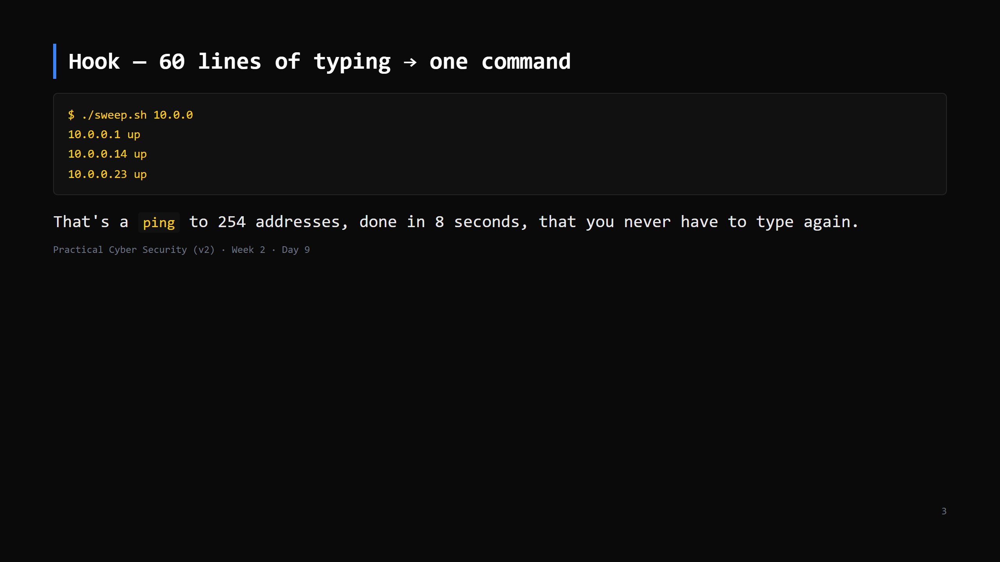 Hook — 60 lines of typing → one command
$ ./sweep.sh 10.0.0
10.0.0.1 up
10.0.0.14 up
10.0.0.23 up
That's a ping to 254 addresses, done in 8 seconds, that you never have to type again.
Practical Cyber Security (v2) · Week 2 · Day 9
3